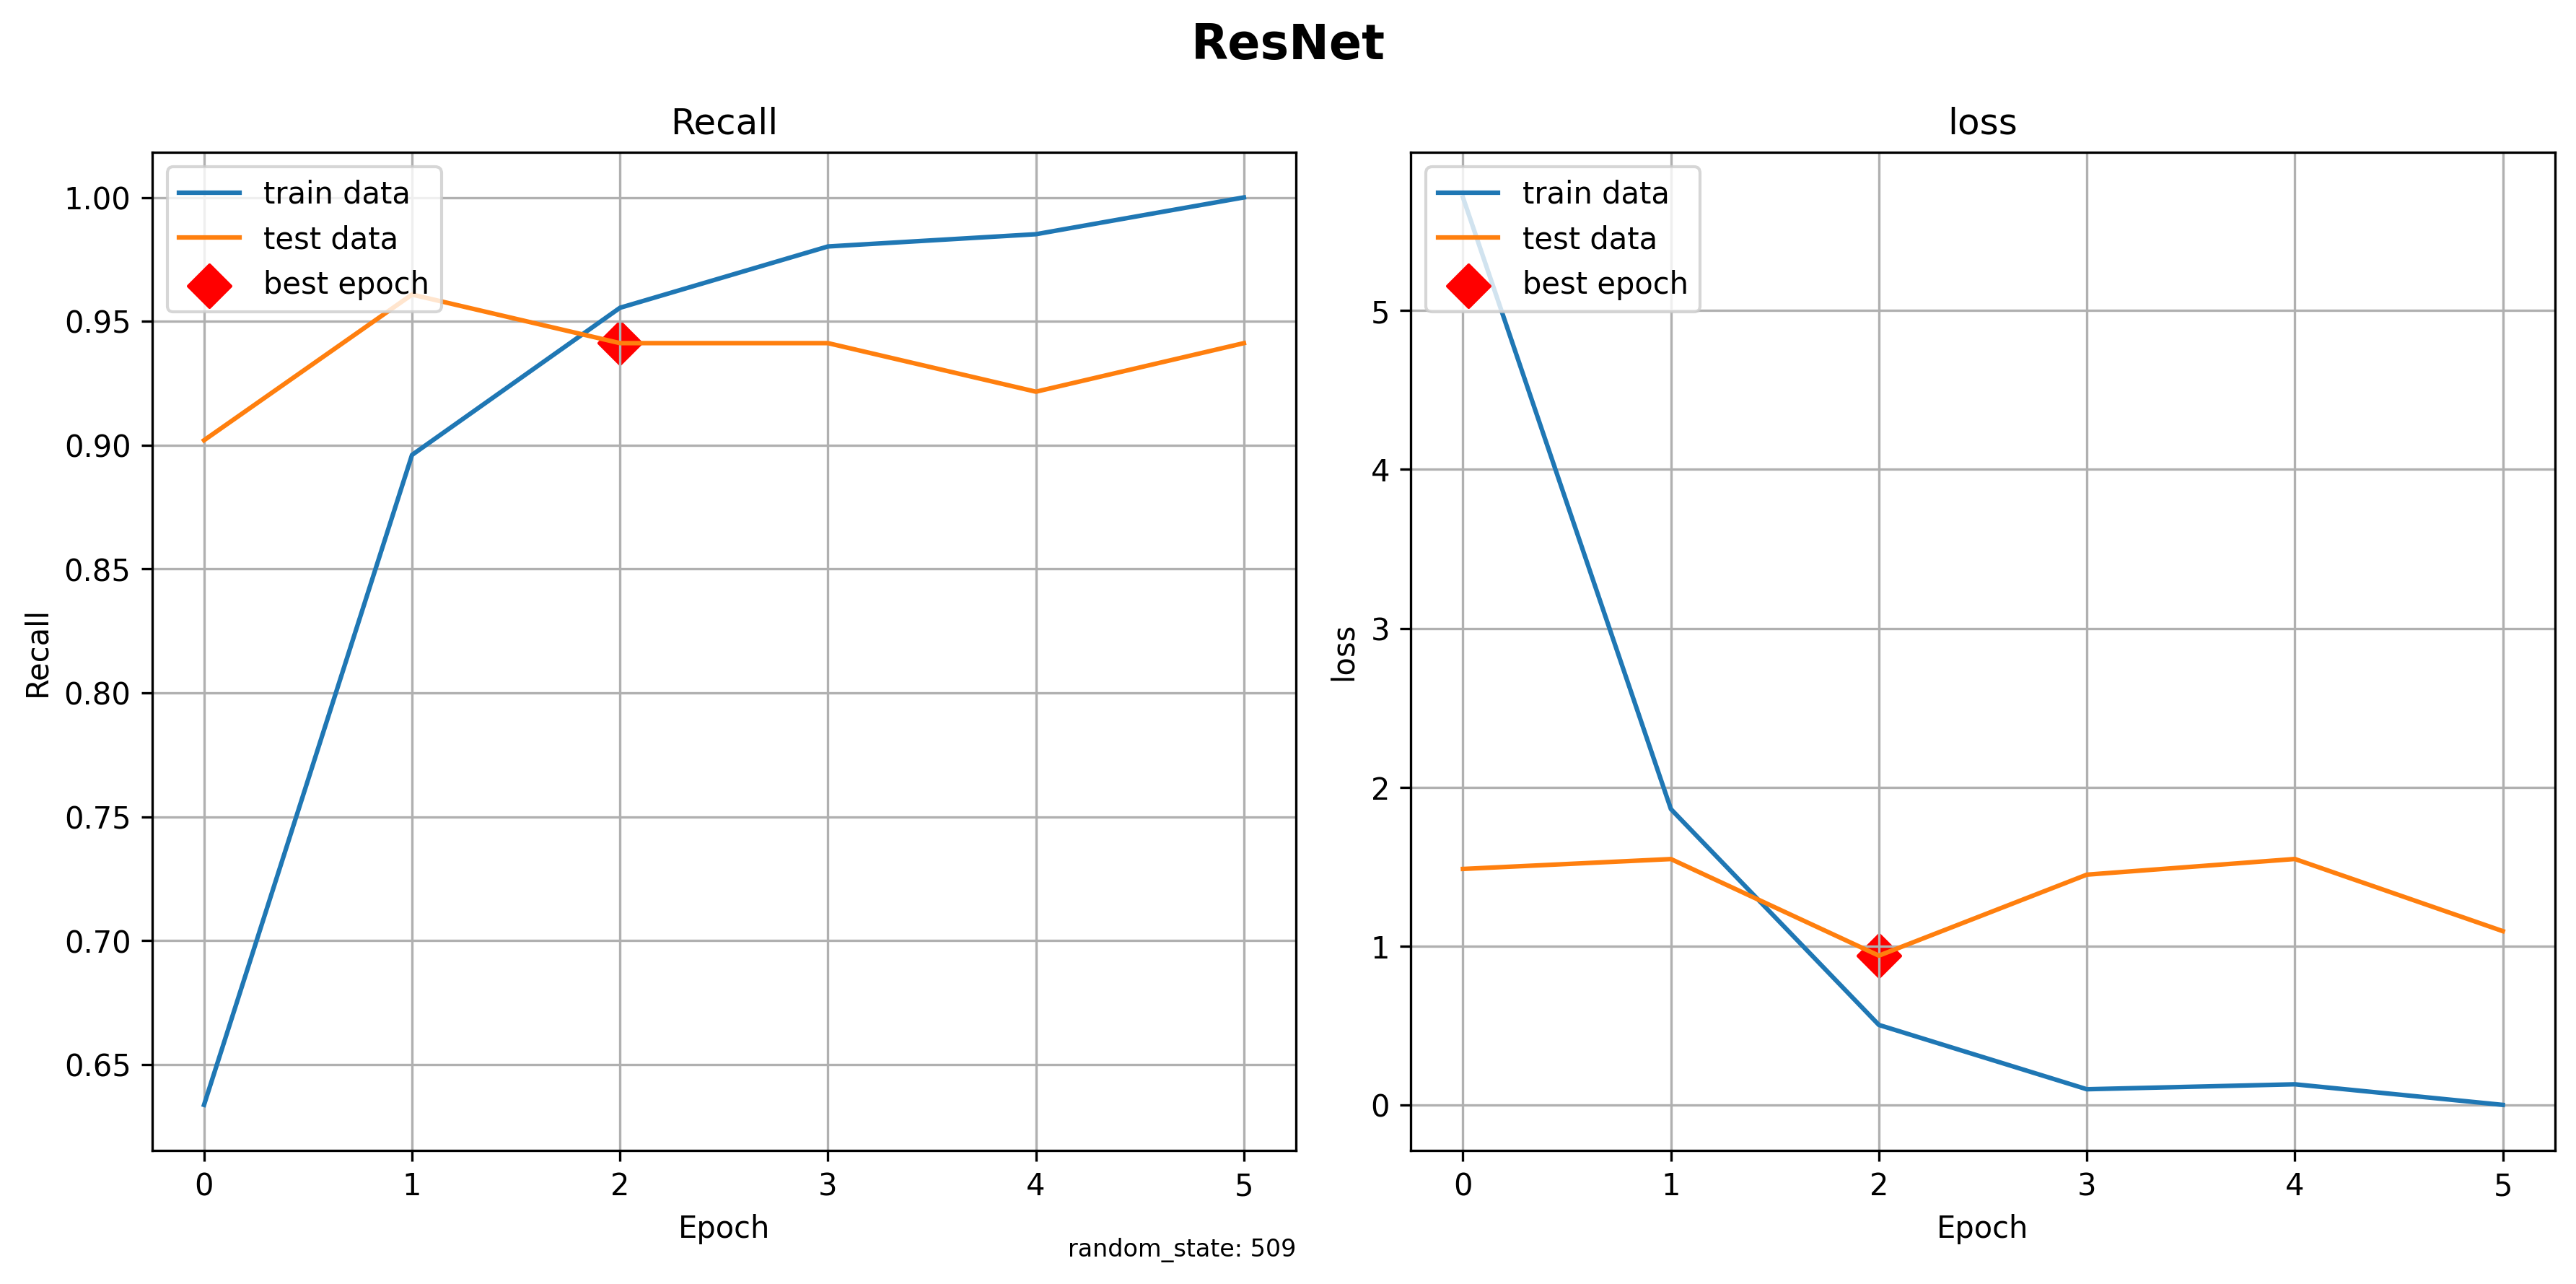 ResNet
Recall
train data
test data
best epoch
1.00
0.95
0.90
0.85
0.80
0.75
0.70
0.65
Recall
0 1 2 3 4 5
Epoch
random_state: 509
loss
train data
test data
best epoch
5
4
3
2
1
0
loss
0 1 2 3 4 5
Epoch